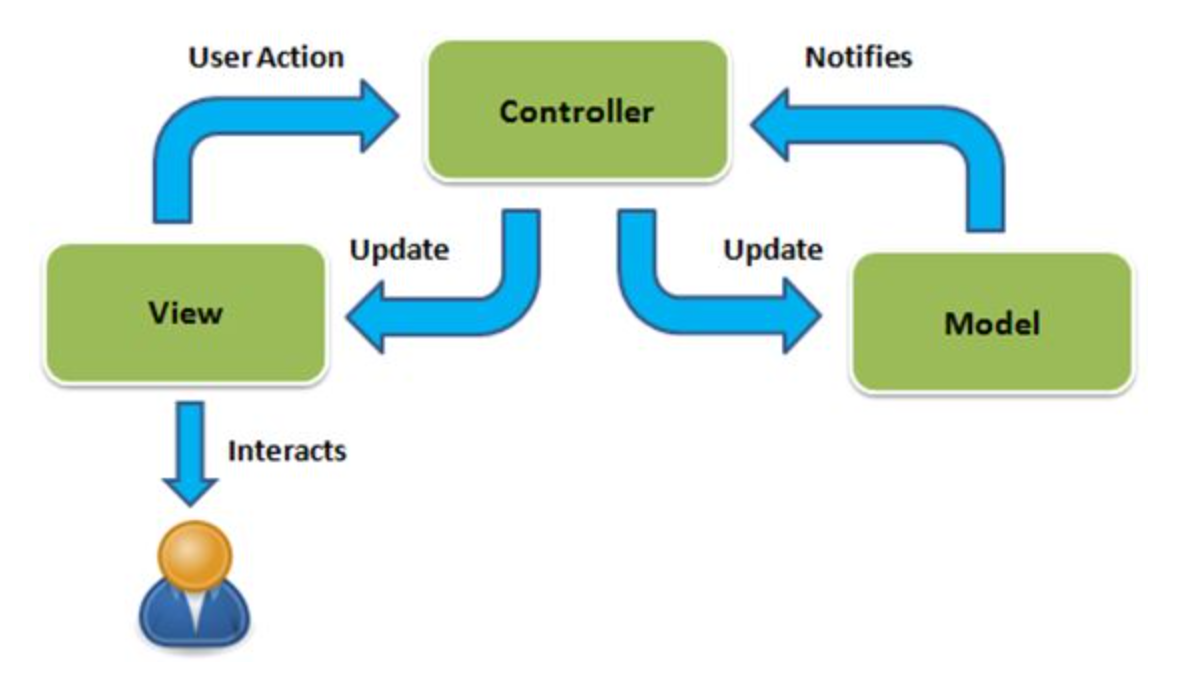 User Action
Controller
Notifies
Update
Update
View
Model
Interacts